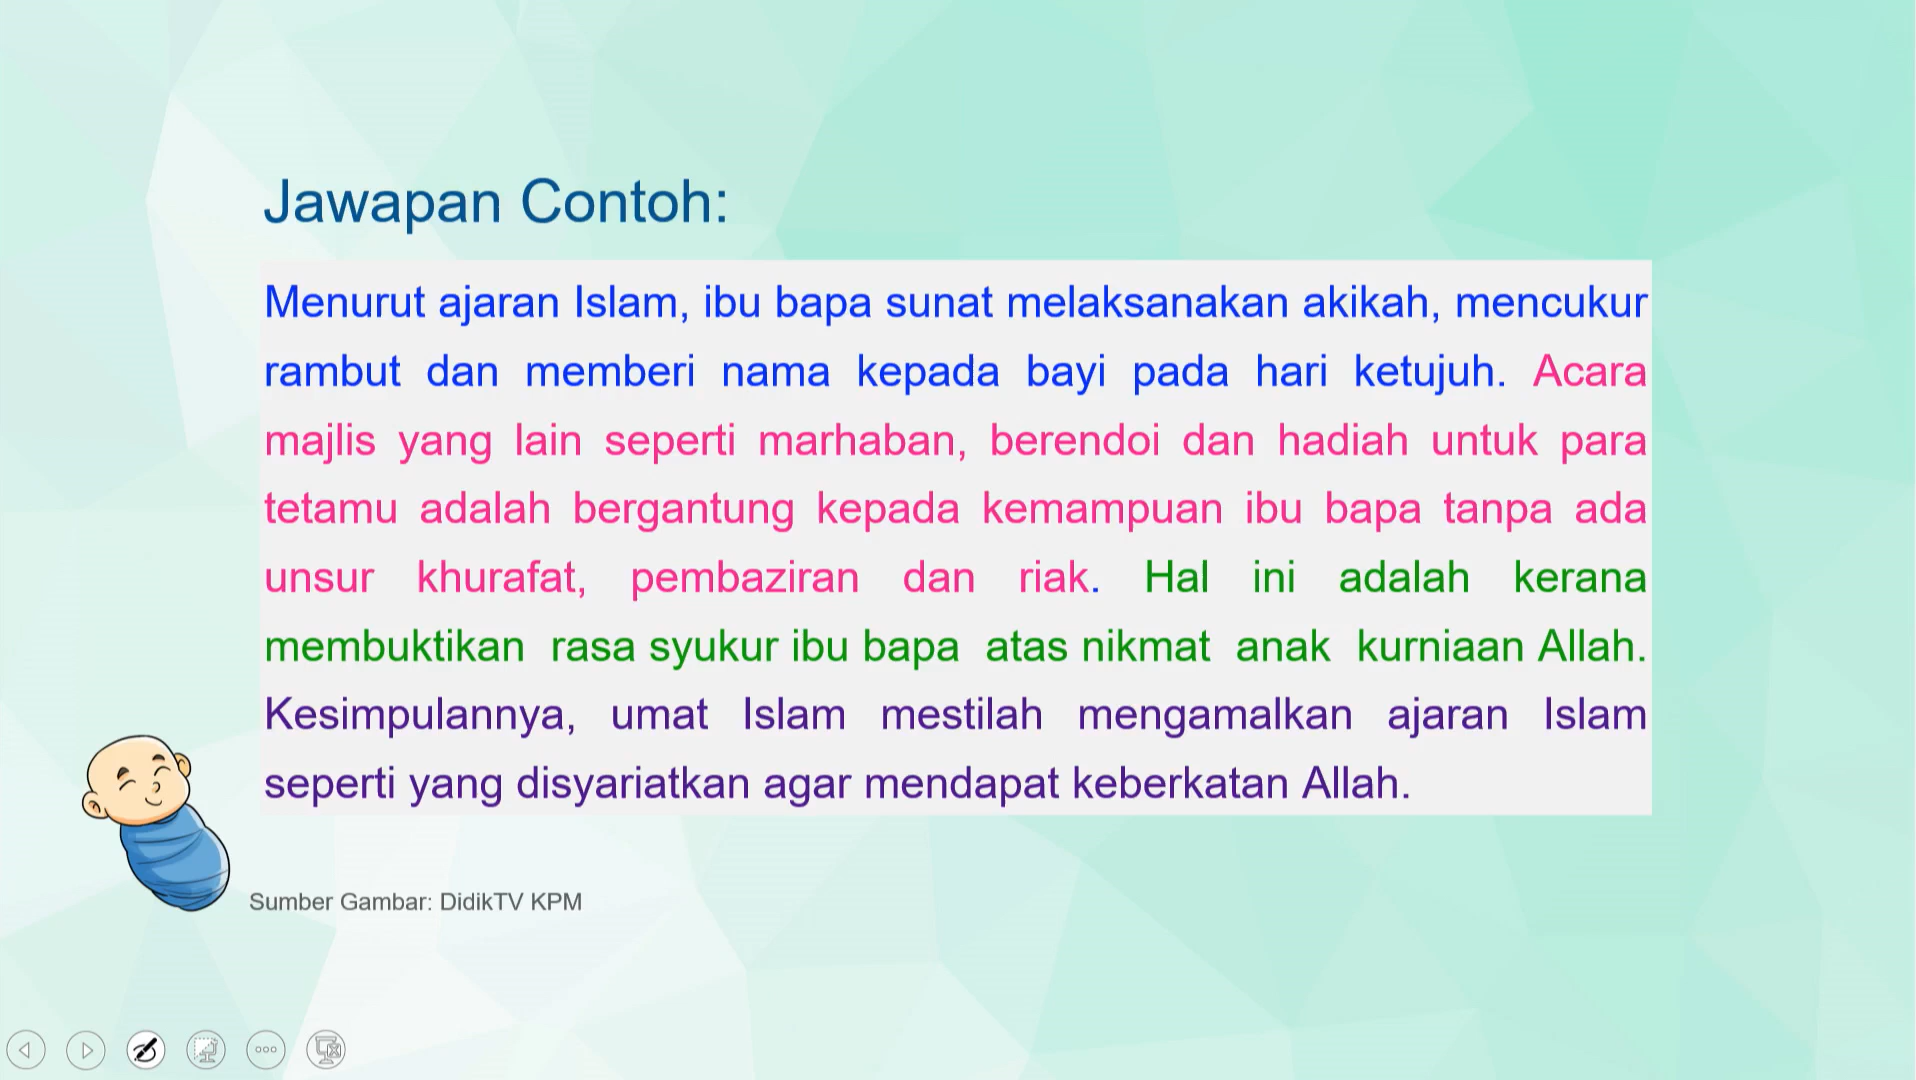 Jawapan Contoh:
Menurut ajaran Islam, ibu bapa sunat melaksanakan akikah, mencukur
rambut dan memberi nama kepada bayi pada hari ketujuh. Acara
majlis yang lain seperti marhaban, berendoi dan hadiah untuk para
tetamu adalah bergantung kepada kemampuan ibu bapa tanpa ada
unsur khurafat, pembaziran dan riak. Hal ini adalah kerana
membuktikan rasa syukur ibu bapa atas nikmat anak kurniaan Allah.
Kesimpulannya, umat Islam mestilah mengamalkan ajaran Islam
seperti yang disyariatkan agar mendapat keberkatan Allah.
Sumber Gambar: DidikTV KPM